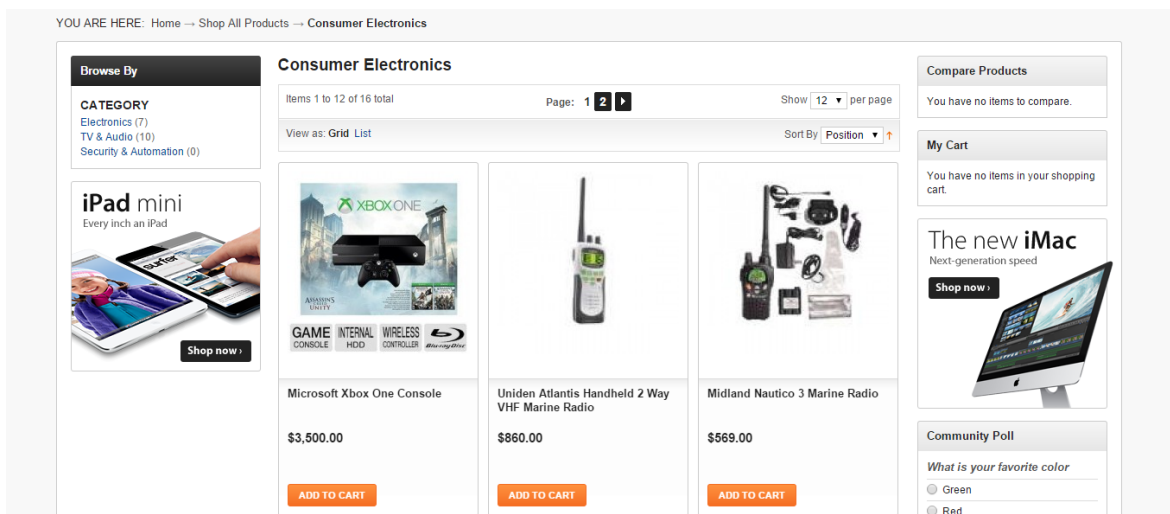 YOU ARE HERE: Home → Shop All Products → Consumer Electronics
Browse By
CATEGORY
Electronics (7)
TV & Audio (10)
Security & Automation (0)
iPad mini
Every inch an iPad
surfer
Shop now ›
Consumer Electronics
Items 1 to 12 of 16 total
Page: 1 2
Show 12 per page
View as: Grid List
Sort By Position
XBOX ONE
ASSASSIN'S
CREED
UNITY
GAME CONSOLE
INTERNAL HDD
WIRELESS CONTROLLER
Blu-ray Disc
Microsoft Xbox One Console
$3,500.00
ADD TO CART
Uniden Atlantis Handheld 2 Way
VHF Marine Radio
$860.00
ADD TO CART
Midland Nautico 3 Marine Radio
$569.00
ADD TO CART
Compare Products
You have no items to compare.
My Cart
You have no items in your shopping
cart.
The new iMac
Next-generation speed
Shop now ›
Community Poll
What is your favorite color
Green
Red